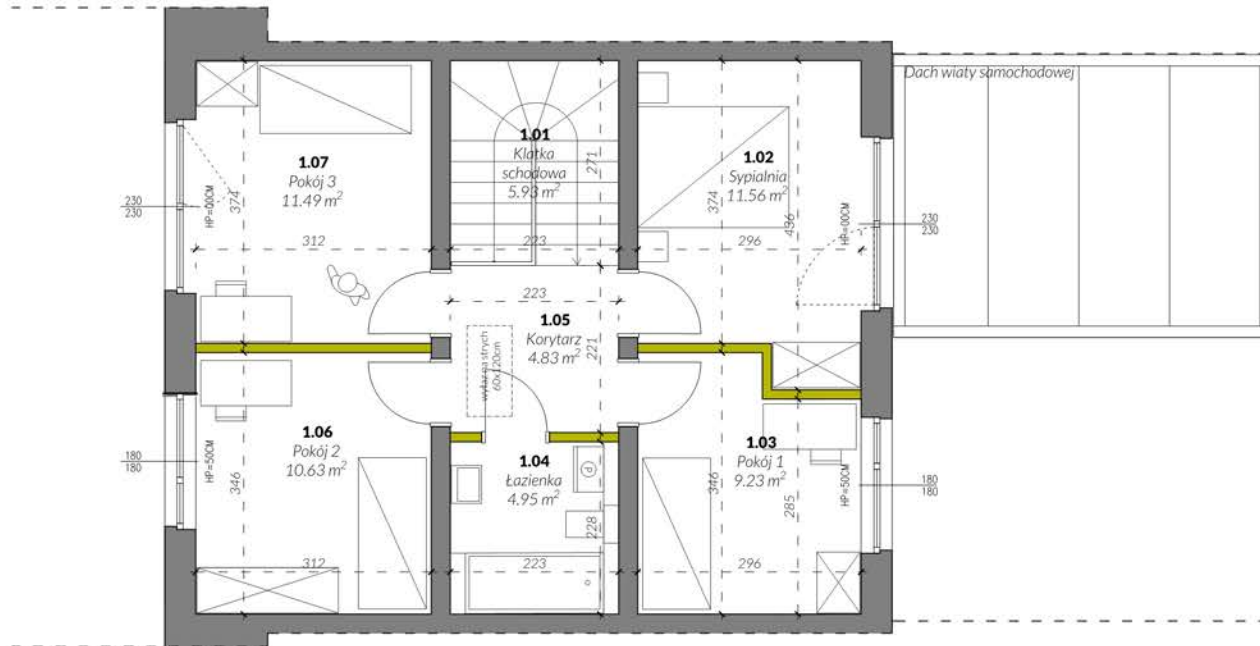 Dach wiaty samochodowej
1.07
Pokój 3
11.49 m²
374
312
230
230
HP=00CM
1.01
Klatka
schodowa
5.93 m²
271
223
1.02
Sypialnia
11.56 m²
374
436
296
HP=00CM
230
230
223
1.05
Korytarz
4.83 m²
221
wyłaz na strych
60x120cm
1.06
Pokój 2
10.63 m²
346
312
180
180
HP=50CM
1.04
Łazienka
4.95 m²
P
228
223
1.03
Pokój 1
9.23 m²
346
285
296
HP=50CM
180
180